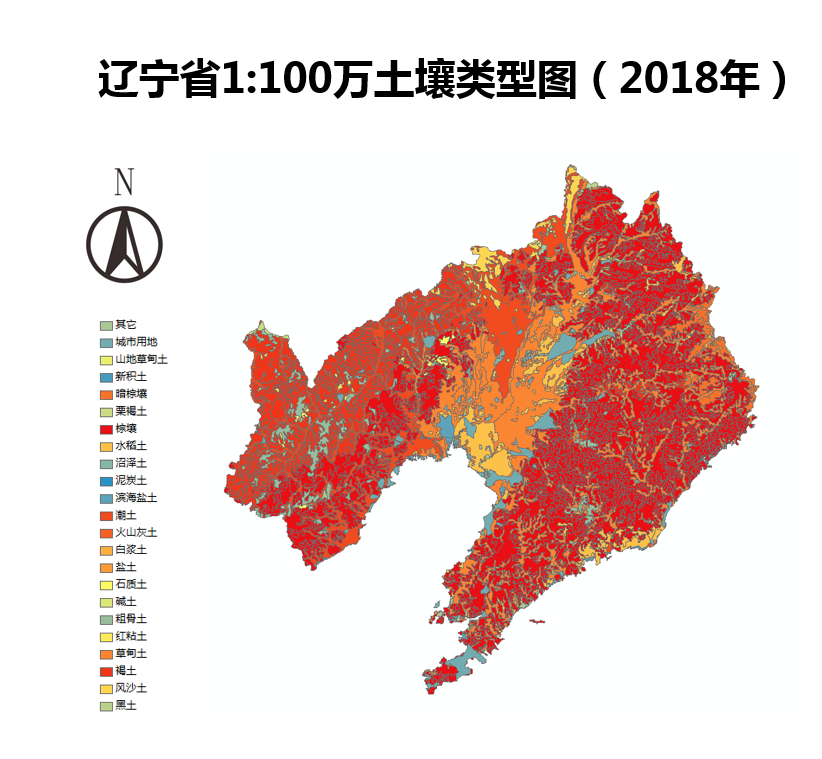 辽宁省1:100万土壤类型图（2018年）
N
其它
城市用地
山地草甸土
新积土
暗棕壤
栗褐土
棕壤
水稻土
沼泽土
泥炭土
滨海盐土
潮土
火山灰土
白浆土
盐土
石质土
碱土
粗骨土
红粘土
草甸土
褐土
风沙土
黑土